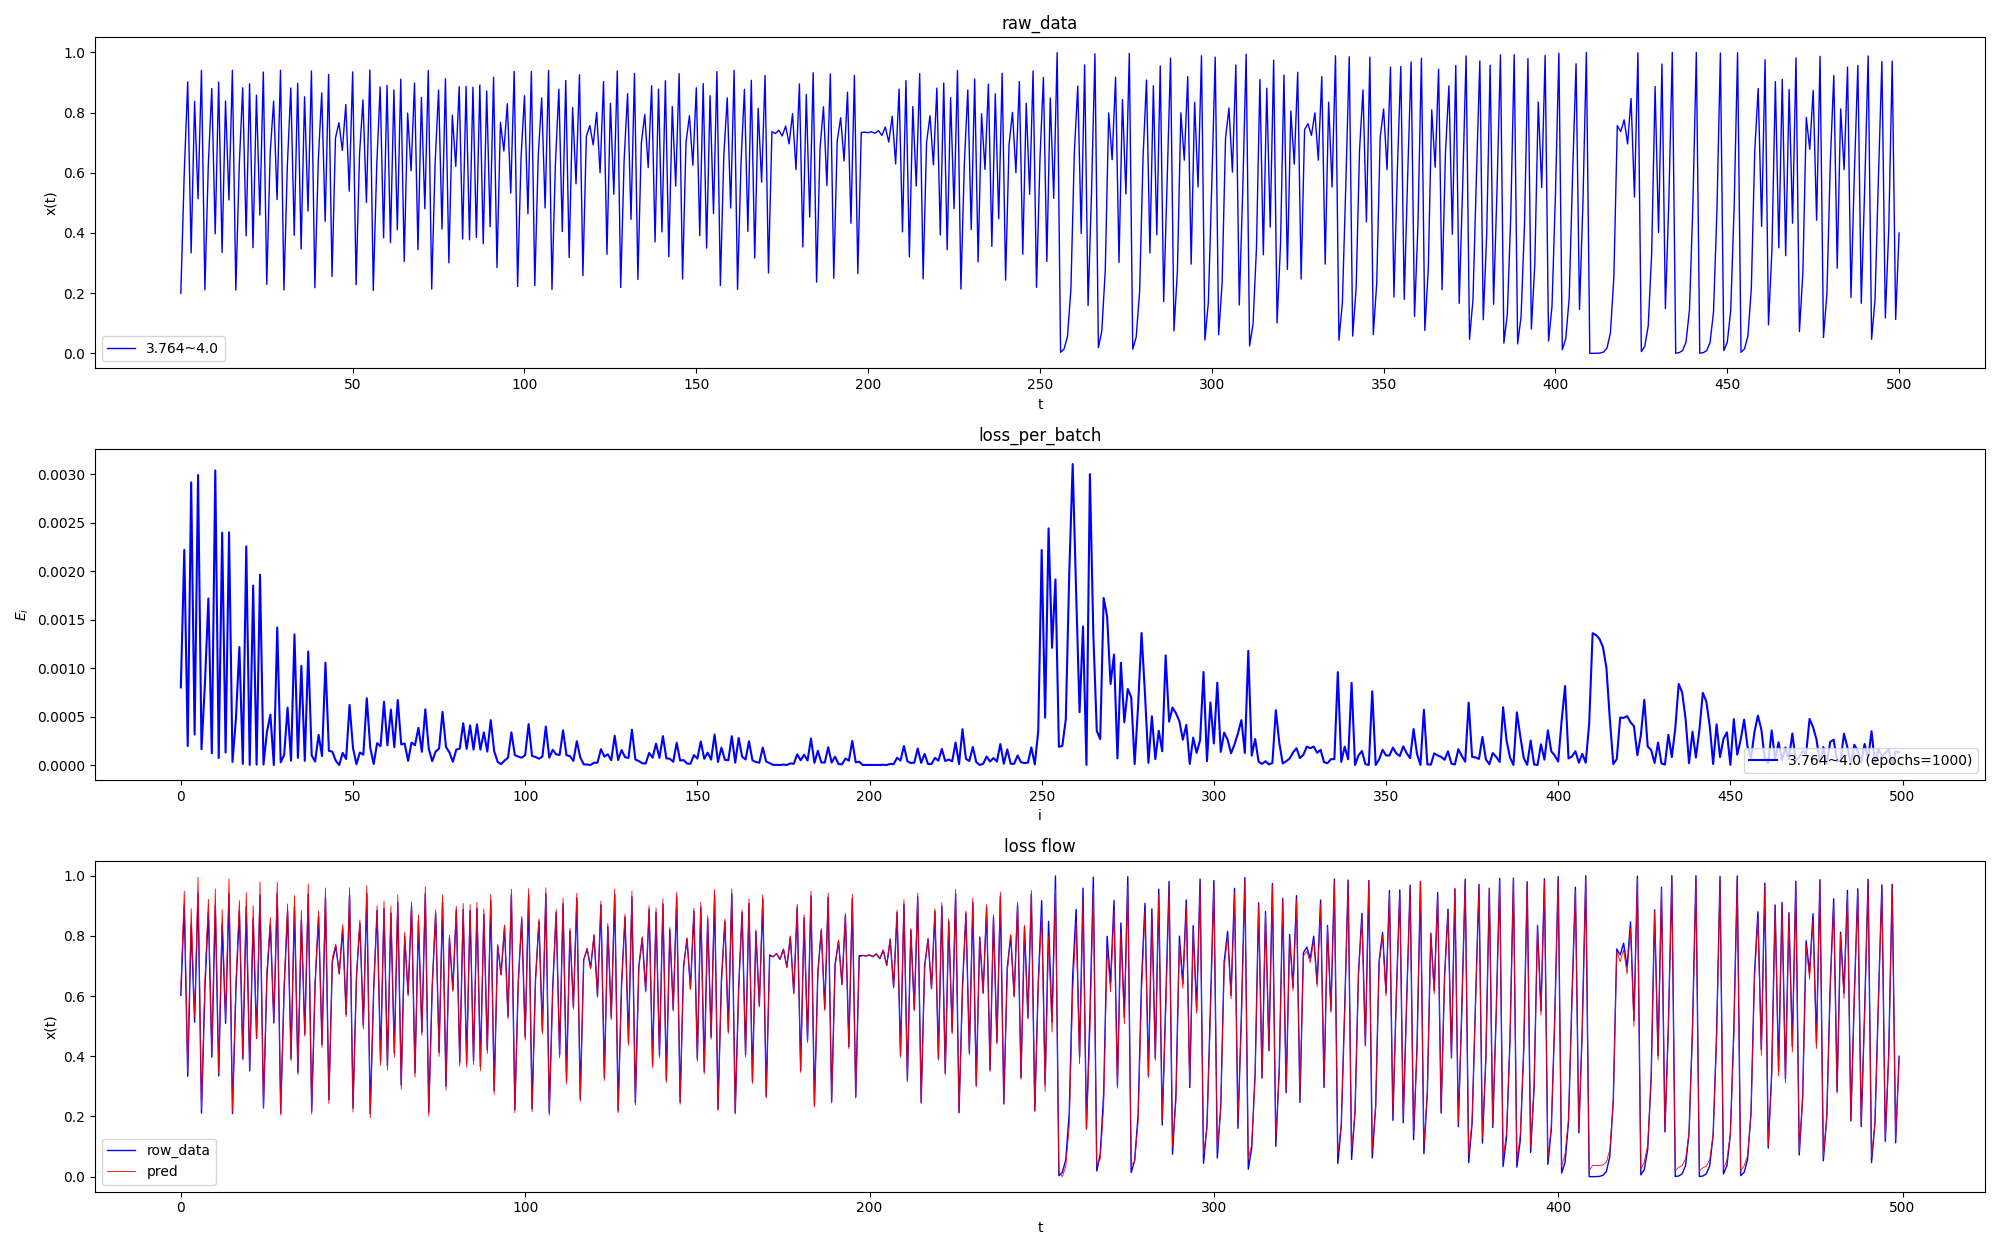 raw_data
x(t)
1.0
0.8
0.6
0.4
0.2
0.0
3.764~4.0
50 100 150 200 250 300 350 400 450 500
t
loss_per_batch
E_i
0.0030
0.0025
0.0020
0.0015
0.0010
0.0005
0.0000
3.764~4.0 (epochs=1000)
0 50 100 150 200 250 300 350 400 450 500
i
loss flow
x(t)
1.0
0.8
0.6
0.4
0.2
0.0
row_data
pred
0 100 200 300 400 500
t